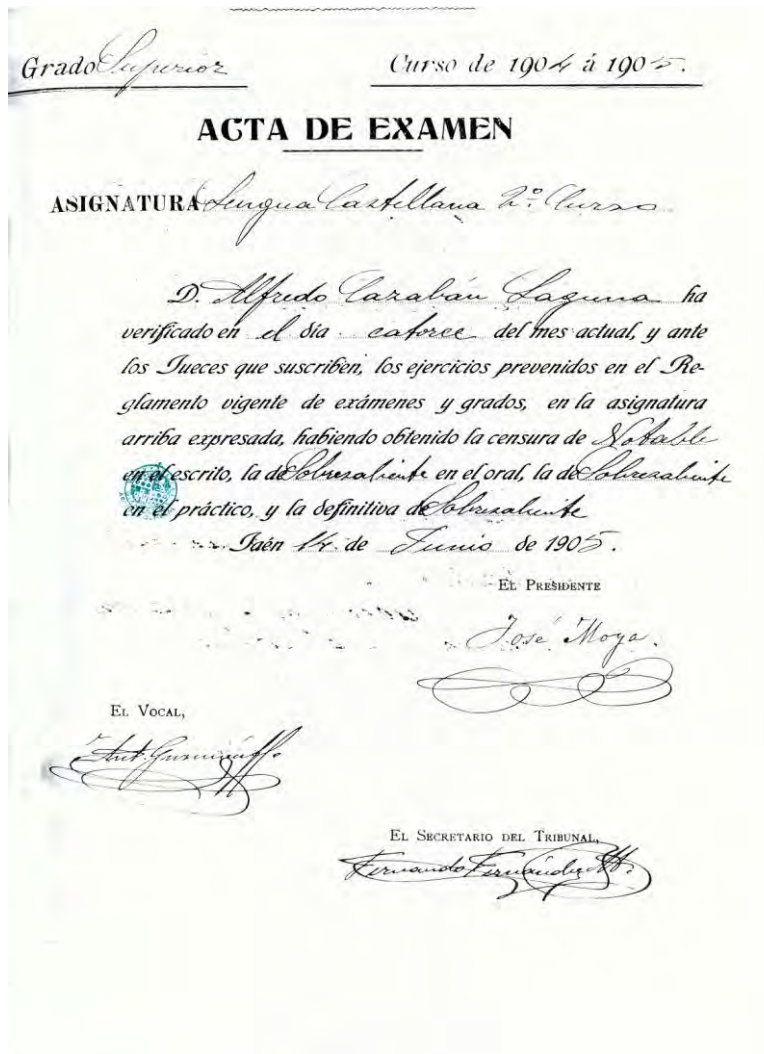 Grado Superior Curso de 1904 á 1905.
ACTA DE EXAMEN
ASIGNATURA Lengua Castellana 2º Curso
D. Alfredo Cazabán Laguna ha
verificado en el día catorce del mes actual, y ante
los Jueces que suscriben, los ejercicios prevenidos en el Re-
glamento vigente de exámenes y grados, en la asignatura
arriba expresada, habiendo obtenido la censura de Notable
en el escrito, la de Sobresaliente en el oral, la de Sobresaliente
en el práctico, y la definitiva de Sobresaliente
Jaén 14 de Junio de 1905.
EL PRESIDENTE
José Moya.
EL VOCAL,
Ant.
EL SECRETARIO DEL TRIBUNAL,
Fernando Fernández